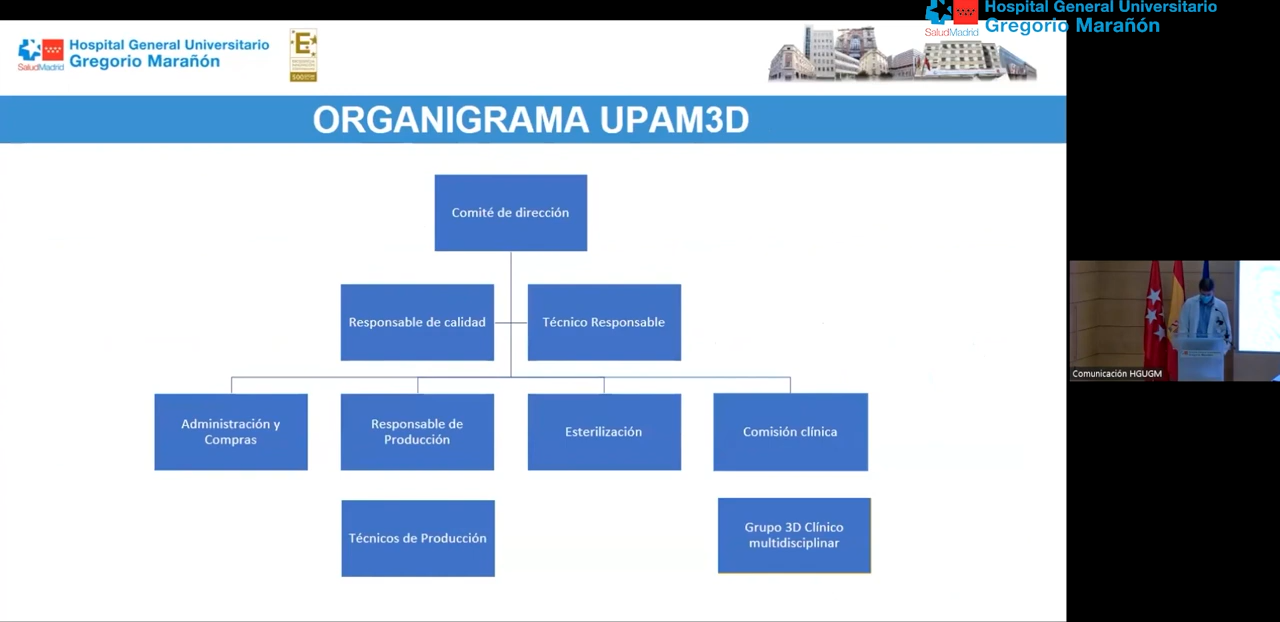 Hospital General Universitario
Gregorio Marañón
SaludMadrid
Hospital General Universitario
Gregorio Marañón
SaludMadrid
E
500
ORGANIGRAMA UPAM3D
Comité de dirección
Responsable de calidad
Técnico Responsable
Administración y
Compras
Responsable de
Producción
Esterilización
Comisión clínica
Técnicos de Producción
Grupo 3D Clínico
multidisciplinar
Comunicación HGUGM